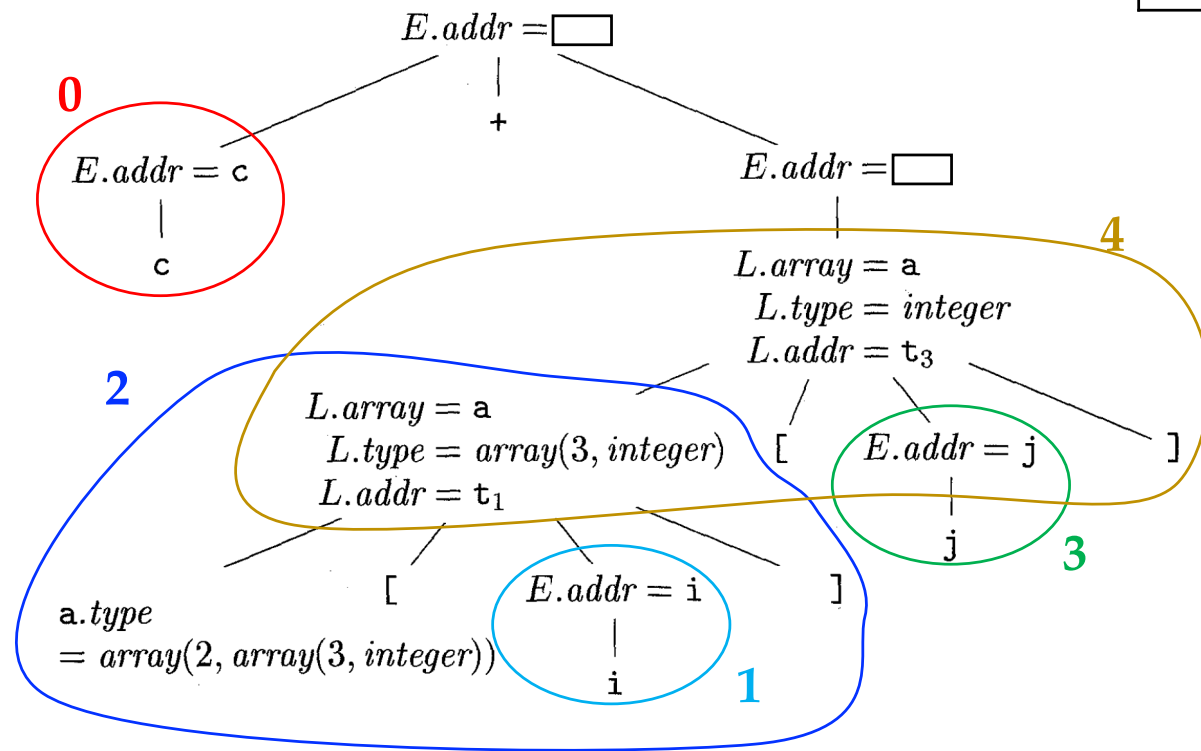 E.addr =
0
+
E.addr = c
E.addr =
c
4
L.array = a
L.type = integer
L.addr = t₃
2
L.array = a
L.type = array(3, integer)
L.addr = t₁
[
E.addr = j
]
j
3
[
E.addr = i
]
a.type
= array(2, array(3, integer))
i
1